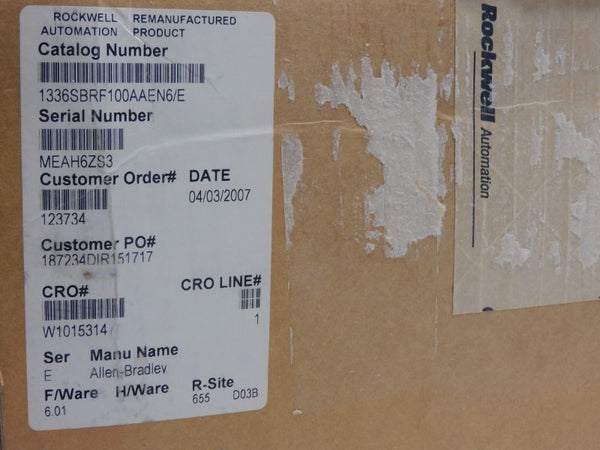 ROCKWELL REMANUFACTURED
AUTOMATION PRODUCT
Catalog Number
1336SBRF100AAEN6/E
Serial Number
MEAH6ZS3
Customer Order# DATE
123734 04/03/2007
Customer PO#
187234DIR151717
CRO# CRO LINE#
W1015314 1
Ser Manu Name
E Allen-Bradley
F/Ware H/Ware R-Site
6.01 655 D03B
Rockwell
Automation